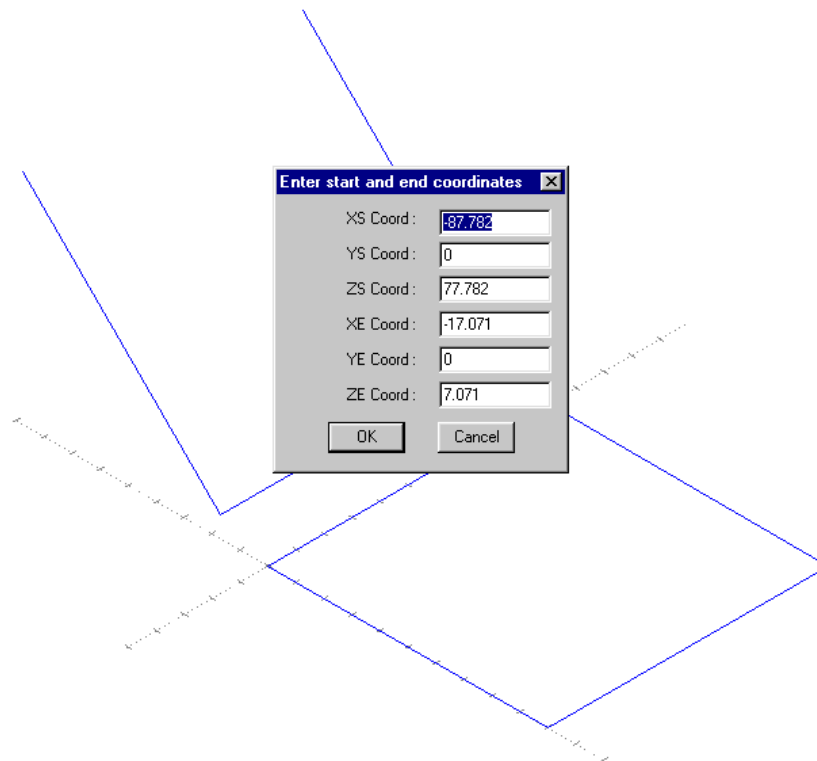 Enter start and end coordinates
XS Coord : -87.782
YS Coord : 0
ZS Coord : 77.782
XE Coord : -17.071
YE Coord : 0
ZE Coord : 7.071
OK Cancel